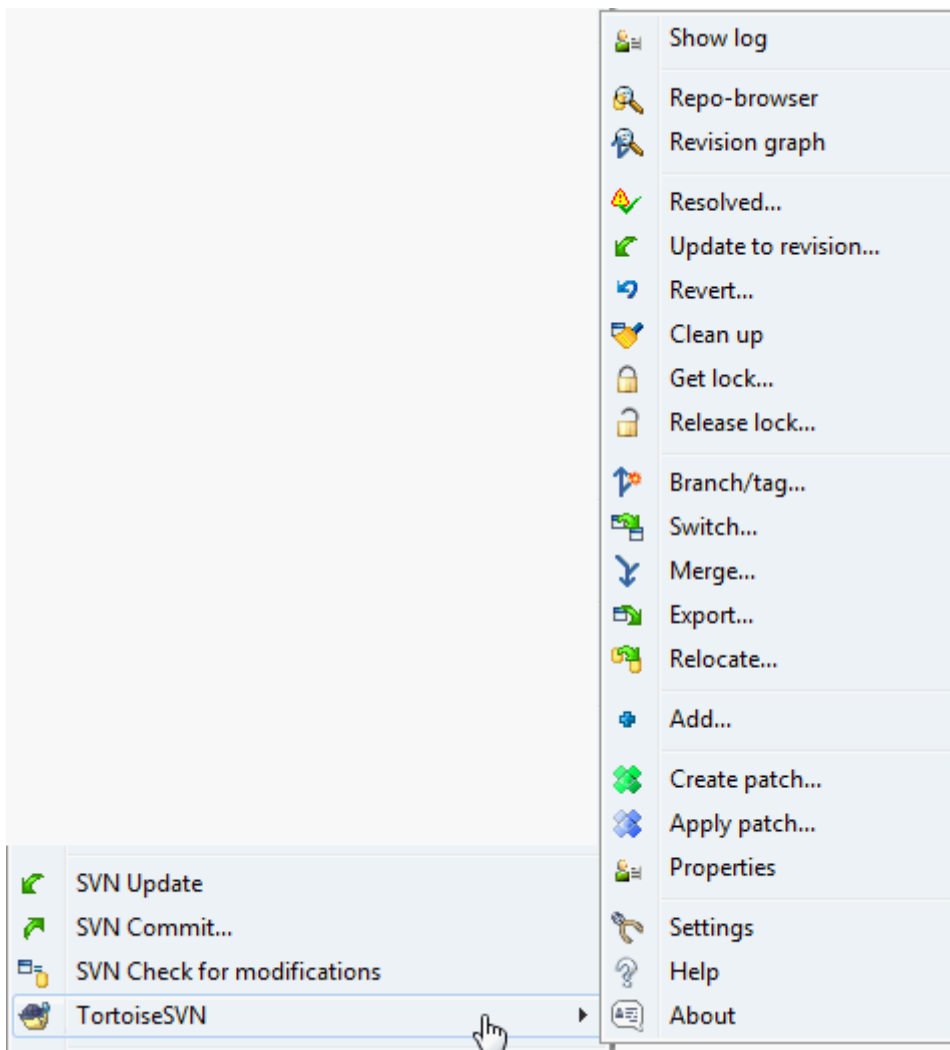 Show log
Repo-browser
Revision graph
Resolved...
Update to revision...
Revert...
Clean up
Get lock...
Release lock...
Branch/tag...
Switch...
Merge...
Export...
Relocate...
Add...
Create patch...
Apply patch...
Properties
Settings
Help
About
SVN Update
SVN Commit...
SVN Check for modifications
TortoiseSVN